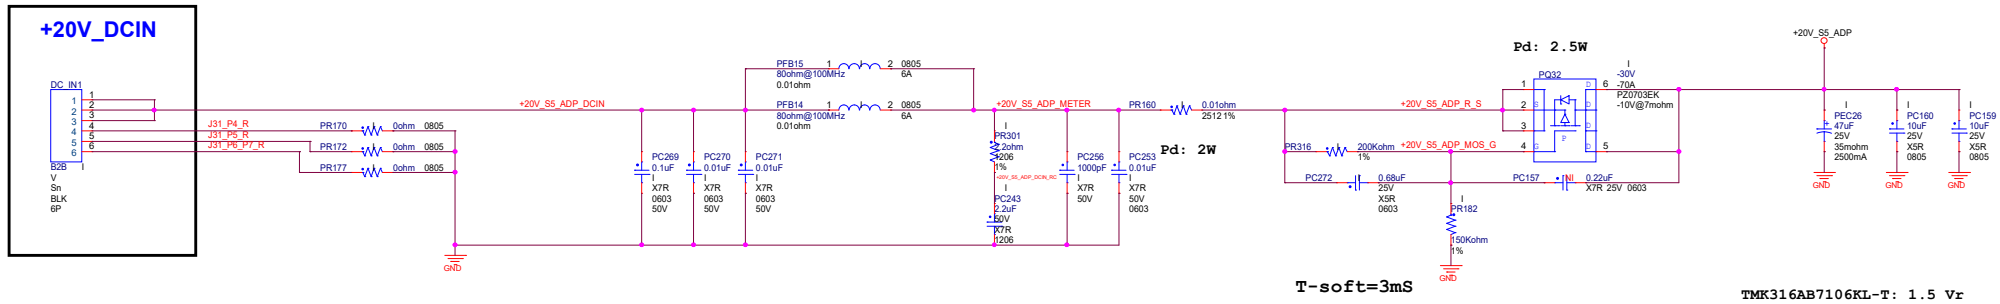 +20V_DCIN
DC_IN1
1
2
3
4
5
6
1
2
3
4
5
6
B2B
I
V
Sn
BLK
6P
J31_P4_R
J31_P5_R
J31_P6_P7_R
PR170
I
0ohm 0805
PR172
I
0ohm 0805
PR177
I
0ohm 0805
GND
+20V_S5_ADP_DCIN
PFB15
80ohm@100MHz
0.01ohm
1
I
2
0805
6A
PFB14
80ohm@100MHz
0.01ohm
1
I
2
0805
6A
PC269
0.1uF
I
X7R
0603
50V
PC270
0.01uF
I
X7R
0603
50V
PC271
0.01uF
I
X7R
0603
50V
+20V_S5_ADP_METER
I
PR301
2.2ohm
1206
1%
+20V_S5_ADP_DCIN_RC
I
PC243
2.2uF
50V
X7R
1206
PC256
1000pF
I
X7R
50V
PC253
0.01uF
I
X7R
50V
0603
PR160
I
0.01ohm
2512 1%
Pd: 2W
+20V_S5_ADP_R_S
PR316
I
200Kohm
1%
+20V_S5_ADP_MOS_G
PC272
I
0.68uF
25V
X5R
0603
PC157
NI
0.22uF
X7R 25V 0603
I
PR182
150Kohm
1%
GND
Pd: 2.5W
PQ32
1
2
3
4
S
G
P
D
D
D
D
6
5
I
-30V
-70A
PZ0703EK
-10V@7mohm
+20V_S5_ADP
I
PEC26
47uF
25V
35mohm
2500mA
GND
I
PC160
10uF
25V
X5R
0805
GND
I
PC159
10uF
25V
X5R
0805
GND
T-soft=3mS
TMK316AB7106KL-T: 1.5 Vr